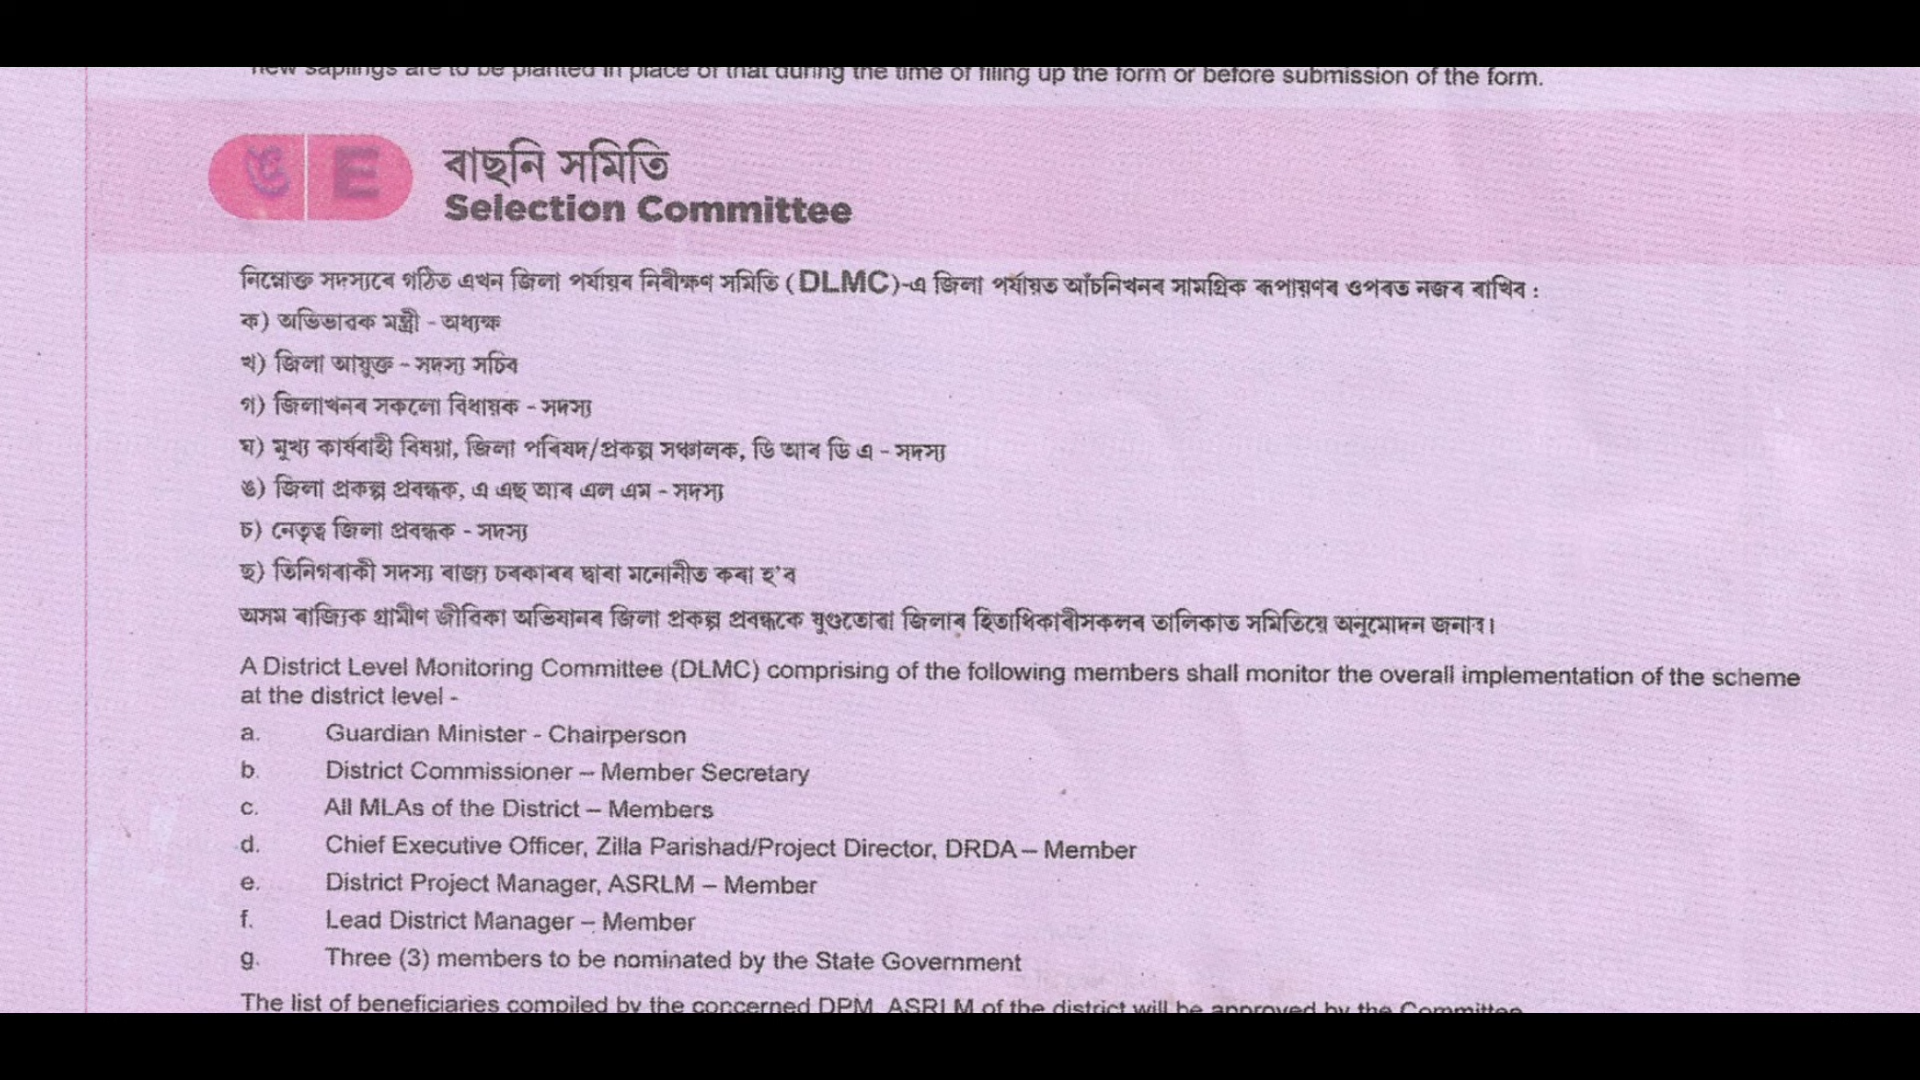 new saplings are to be planted in place of that during the time of filling up the form or before submission of the form.
ঙ E
বাছনি সমিতি
Selection Committee
নিম্নোক্ত সদস্যৰে গঠিত এখন জিলা পৰ্যায়ৰ নিৰীক্ষণ সমিতি (DLMC)-এ জিলা পৰ্যায়ত আঁচনিখনৰ সামগ্ৰিক ৰূপায়ণৰ ওপৰত নজৰ ৰাখিব :
ক) অভিভাৱক মন্ত্ৰী - অধ্যক্ষ
খ) জিলা আয়ুক্ত - সদস্য সচিব
গ) জিলাখনৰ সকলো বিধায়ক - সদস্য
ঘ) মুখ্য কাৰ্যবাহী বিষয়া, জিলা পৰিষদ/প্ৰকল্প সঞ্চালক, ডি আৰ ডি এ - সদস্য
ঙ) জিলা প্ৰকল্প প্ৰবন্ধক, এ এছ আৰ এল এম - সদস্য
চ) নেতৃত্ব জিলা প্ৰবন্ধক - সদস্য
ছ) তিনিগৰাকী সদস্য ৰাজ্য চৰকাৰৰ দ্বাৰা মনোনীত কৰা হ'ব
অসম ৰাজ্যিক গ্ৰামীণ জীৱিকা অভিযানৰ জিলা প্ৰকল্প প্ৰবন্ধকে যুগুতোৱা জিলাৰ হিতাধিকাৰীসকলৰ তালিকাত সমিতিয়ে অনুমোদন জনাব।
A District Level Monitoring Committee (DLMC) comprising of the following members shall monitor the overall implementation of the scheme
at the district level -
a. Guardian Minister - Chairperson
b. District Commissioner – Member Secretary
c. All MLAs of the District – Members
d. Chief Executive Officer, Zilla Parishad/Project Director, DRDA – Member
e. District Project Manager, ASRLM – Member
f. Lead District Manager – Member
g. Three (3) members to be nominated by the State Government
The list of beneficiaries compiled by the concerned DPM, ASRLM of the district will be approved by the Committee.